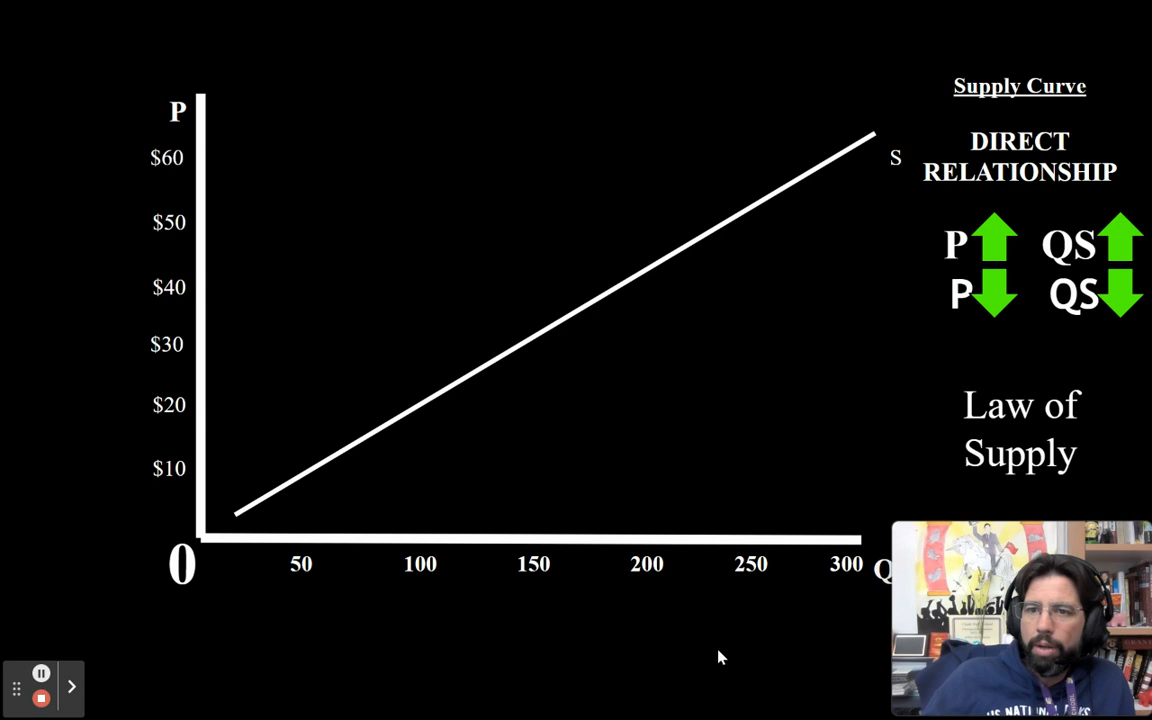 Supply Curve
DIRECT
RELATIONSHIP
P QS
P QS
Law of
Supply
P
$60
$50
$40
$30
$20
$10
0
50 100 150 200 250 300 Q
S